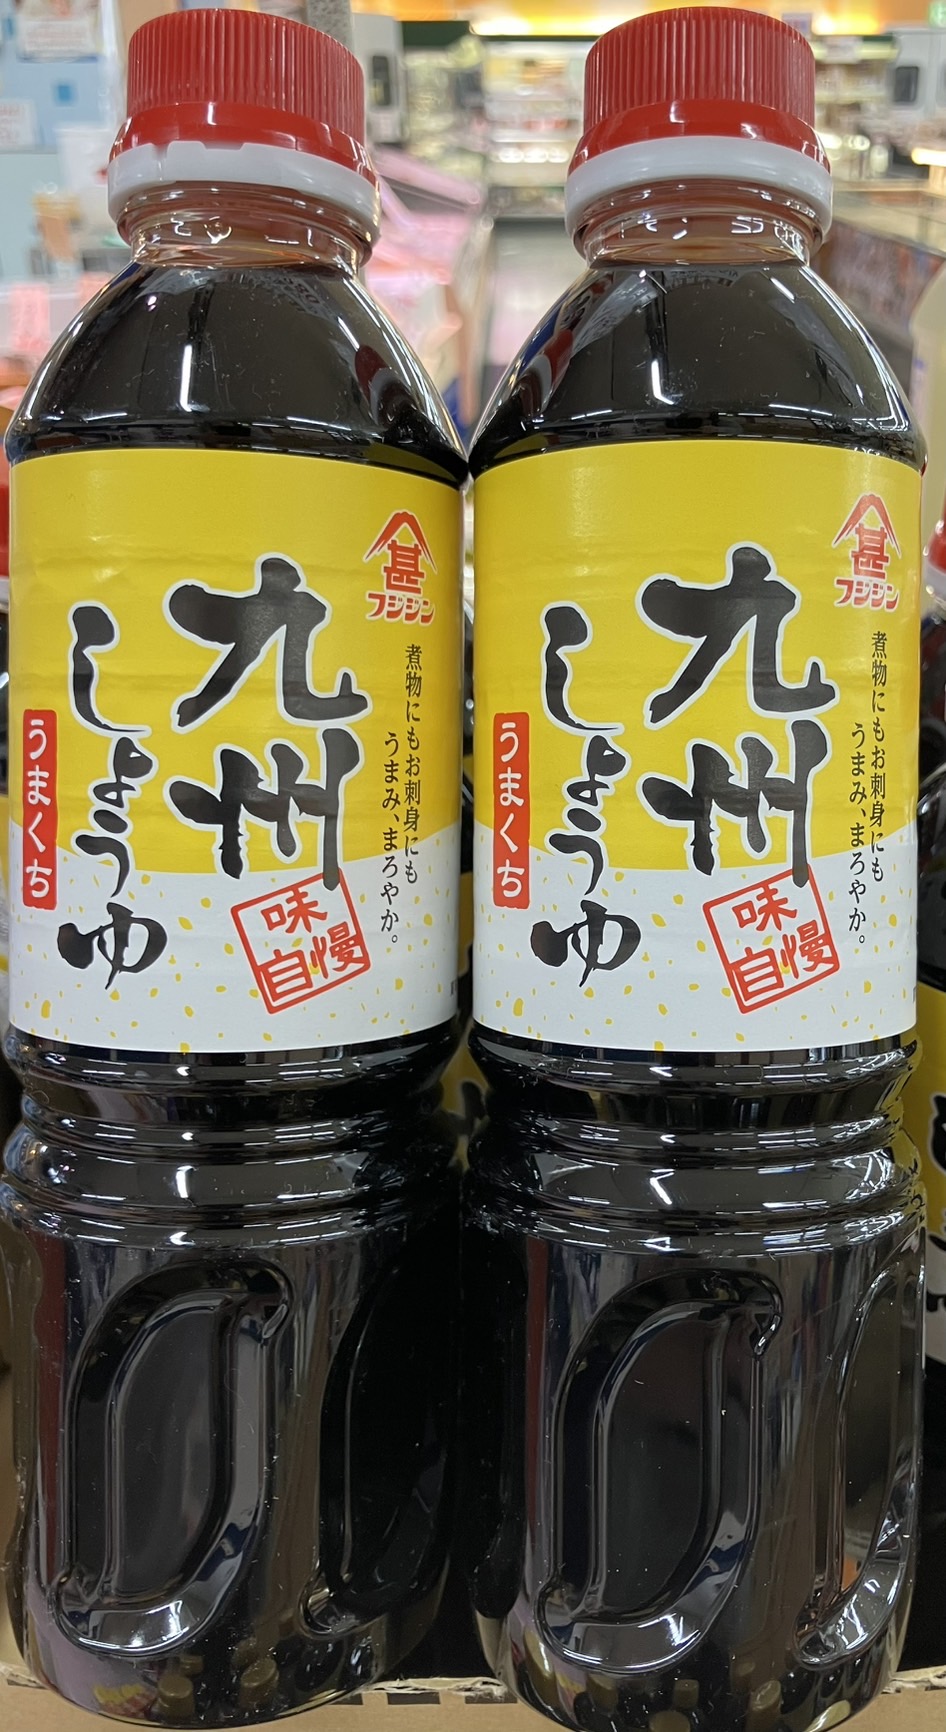 甚
フジジン
煮物にもお刺身にも
うまみ、まろやか。
九州
しょうゆ
うまくち
味
自慢
甚
フジジン
煮物にもお刺身にも
うまみ、まろやか。
九州
しょうゆ
うまくち
味
自慢